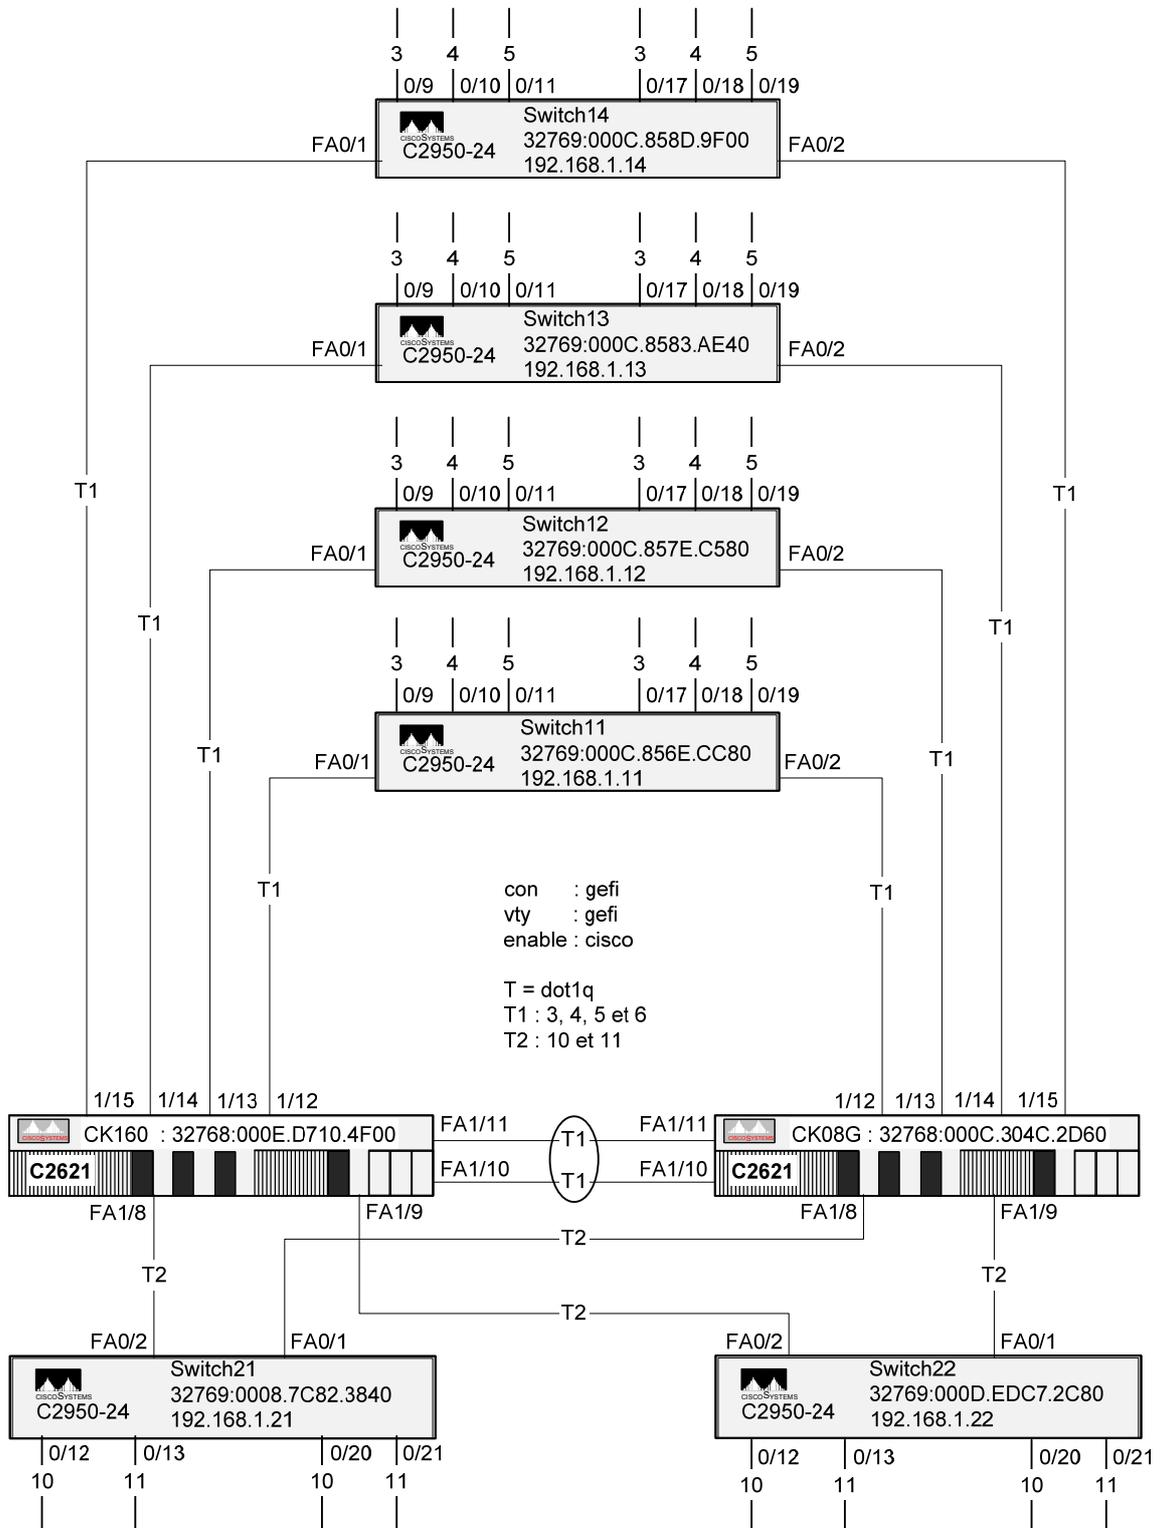 3 4 5 3 4 5
0/9 0/10 0/11 0/17 0/18 0/19
FA0/1
CISCOSYSTEMS
C2950-24
Switch14
32769:000C.858D.9F00
192.168.1.14
FA0/2
3 4 5 3 4 5
0/9 0/10 0/11 0/17 0/18 0/19
FA0/1
CISCOSYSTEMS
C2950-24
Switch13
32769:000C.8583.AE40
192.168.1.13
FA0/2
3 4 5 3 4 5
0/9 0/10 0/11 0/17 0/18 0/19
T1 T1
FA0/1
CISCOSYSTEMS
C2950-24
Switch12
32769:000C.857E.C580
192.168.1.12
FA0/2
T1 T1
3 4 5 3 4 5
0/9 0/10 0/11 0/17 0/18 0/19
FA0/1
CISCOSYSTEMS
C2950-24
Switch11
32769:000C.856E.CC80
192.168.1.11
FA0/2
T1 T1
T1 T1
con : gefi
vty : gefi
enable : cisco
T = dot1q
T1 : 3, 4, 5 et 6
T2 : 10 et 11
1/15 1/14 1/13 1/12
1/12 1/13 1/14 1/15
CISCOSYSTEMS
CK160 : 32768:000E.D710.4F00
C2621
FA1/11 T1 FA1/11
FA1/10 T1 FA1/10
CISCOSYSTEMS
CK08G : 32768:000C.304C.2D60
C2621
FA1/8 FA1/9 FA1/8 FA1/9
T2
T2 T2
T2
FA0/2 FA0/1 FA0/2 FA0/1
CISCOSYSTEMS
C2950-24
Switch21
32769:0008.7C82.3840
192.168.1.21
CISCOSYSTEMS
C2950-24
Switch22
32769:000D.EDC7.2C80
192.168.1.22
0/12 0/13 0/20 0/21
10 11 10 11
0/12 0/13 0/20 0/21
10 11 10 11